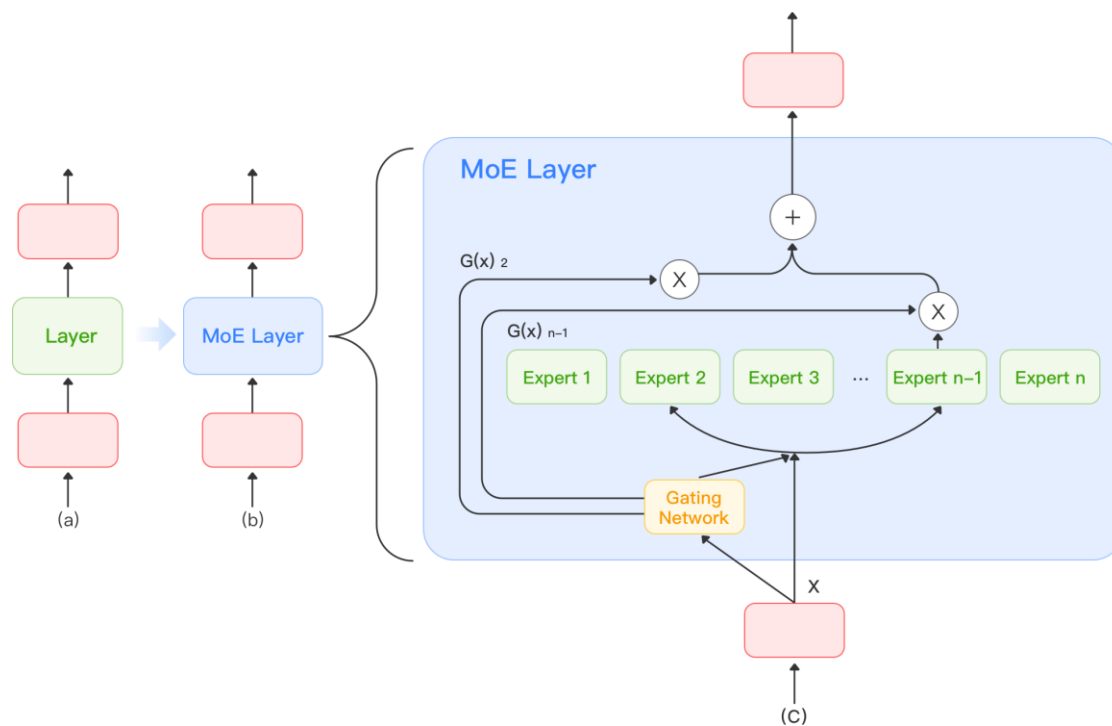 MoE Layer
+
G(x) 2
X
X
G(x) n-1
Layer
MoE Layer
Expert 1
Expert 2
Expert 3
...
Expert n-1
Expert n
Gating
Network
(a)
(b)
X
(C)